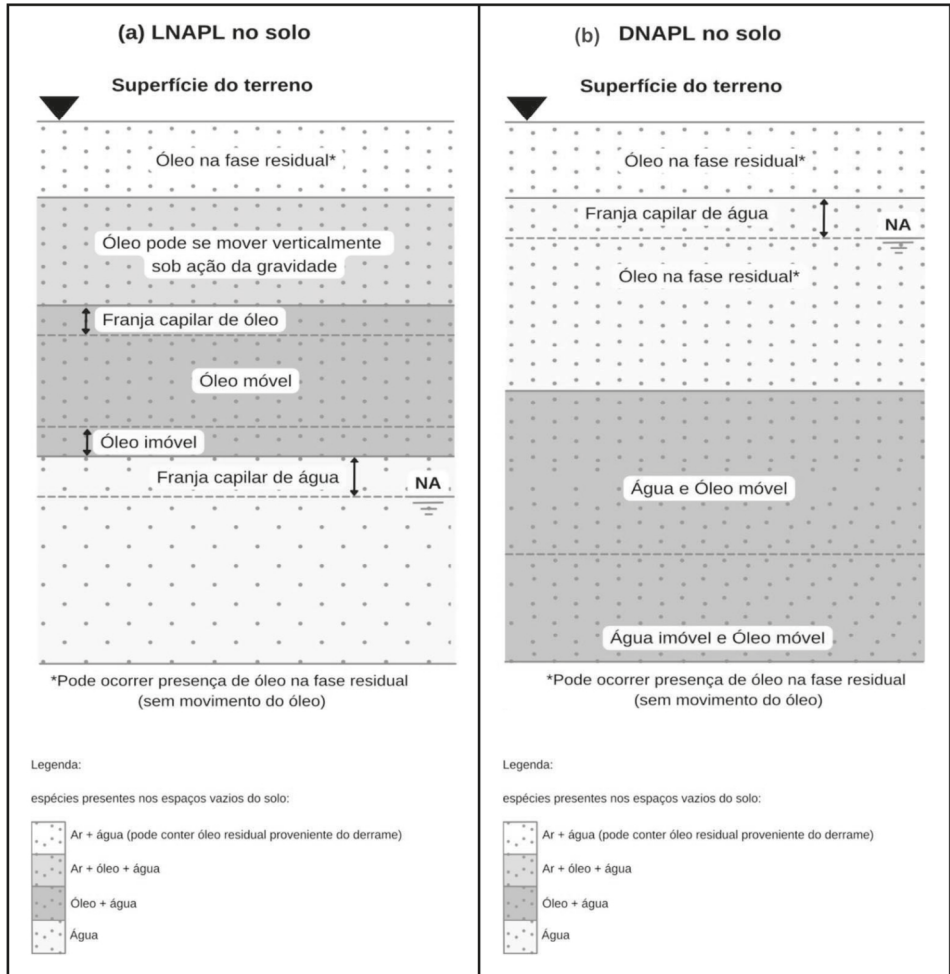 (a) LNAPL no solo
Superfície do terreno
Óleo na fase residual*
Óleo pode se mover verticalmente
sob ação da gravidade
Franja capilar de óleo
Óleo móvel
Óleo imóvel
Franja capilar de água
NA
*Pode ocorrer presença de óleo na fase residual
(sem movimento do óleo)
Legenda:
espécies presentes nos espaços vazios do solo:
Ar + água (pode conter óleo residual proveniente do derrame)
Ar + óleo + água
Óleo + água
Água
(b) DNAPL no solo
Superfície do terreno
Óleo na fase residual*
Franja capilar de água
NA
Óleo na fase residual*
Água e Óleo móvel
Água imóvel e Óleo móvel
*Pode ocorrer presença de óleo na fase residual
(sem movimento do óleo)
Legenda:
espécies presentes nos espaços vazios do solo:
Ar + água (pode conter óleo residual proveniente do derrame)
Ar + óleo + água
Óleo + água
Água